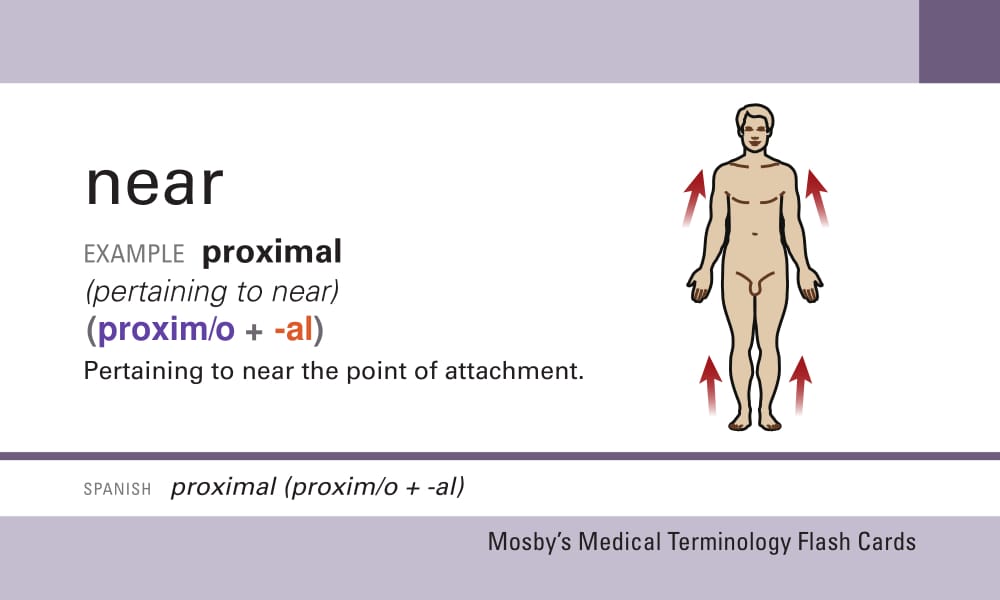 near
EXAMPLE proximal
(pertaining to near)
(proxim/o + -al)
Pertaining to near the point of attachment.
SPANISH proximal (proxim/o + -al)
Mosby’s Medical Terminology Flash Cards